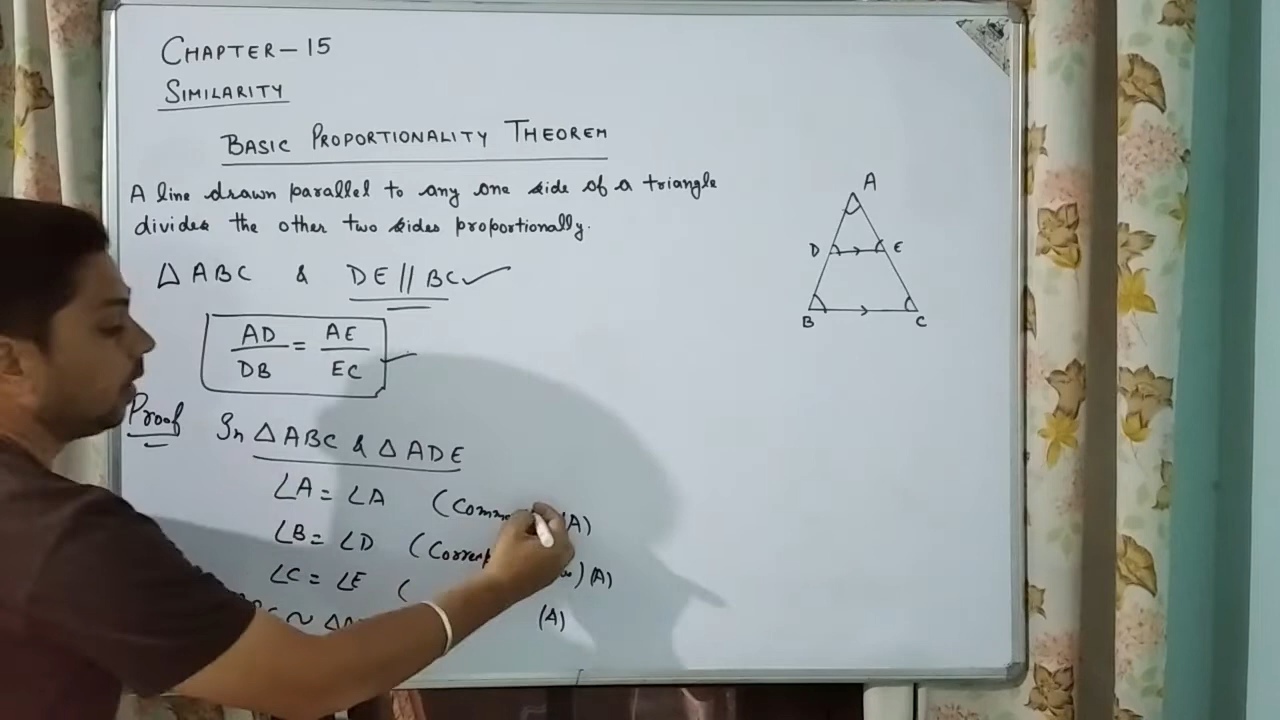 CHAPTER-15
SIMILARITY
BASIC PROPORTIONALITY THEOREM
A line drawn parallel to any one side of a triangle
divides the other two sides proportionally.
△ ABC & DE // BC ✓
AD/DB = AE/EC
Proof In △ ABC & △ ADE
∠A = ∠A ( (A)
∠B = ∠D ( ) (A)
∠C = ∠E ( (A)
~ △
A
D E
B C